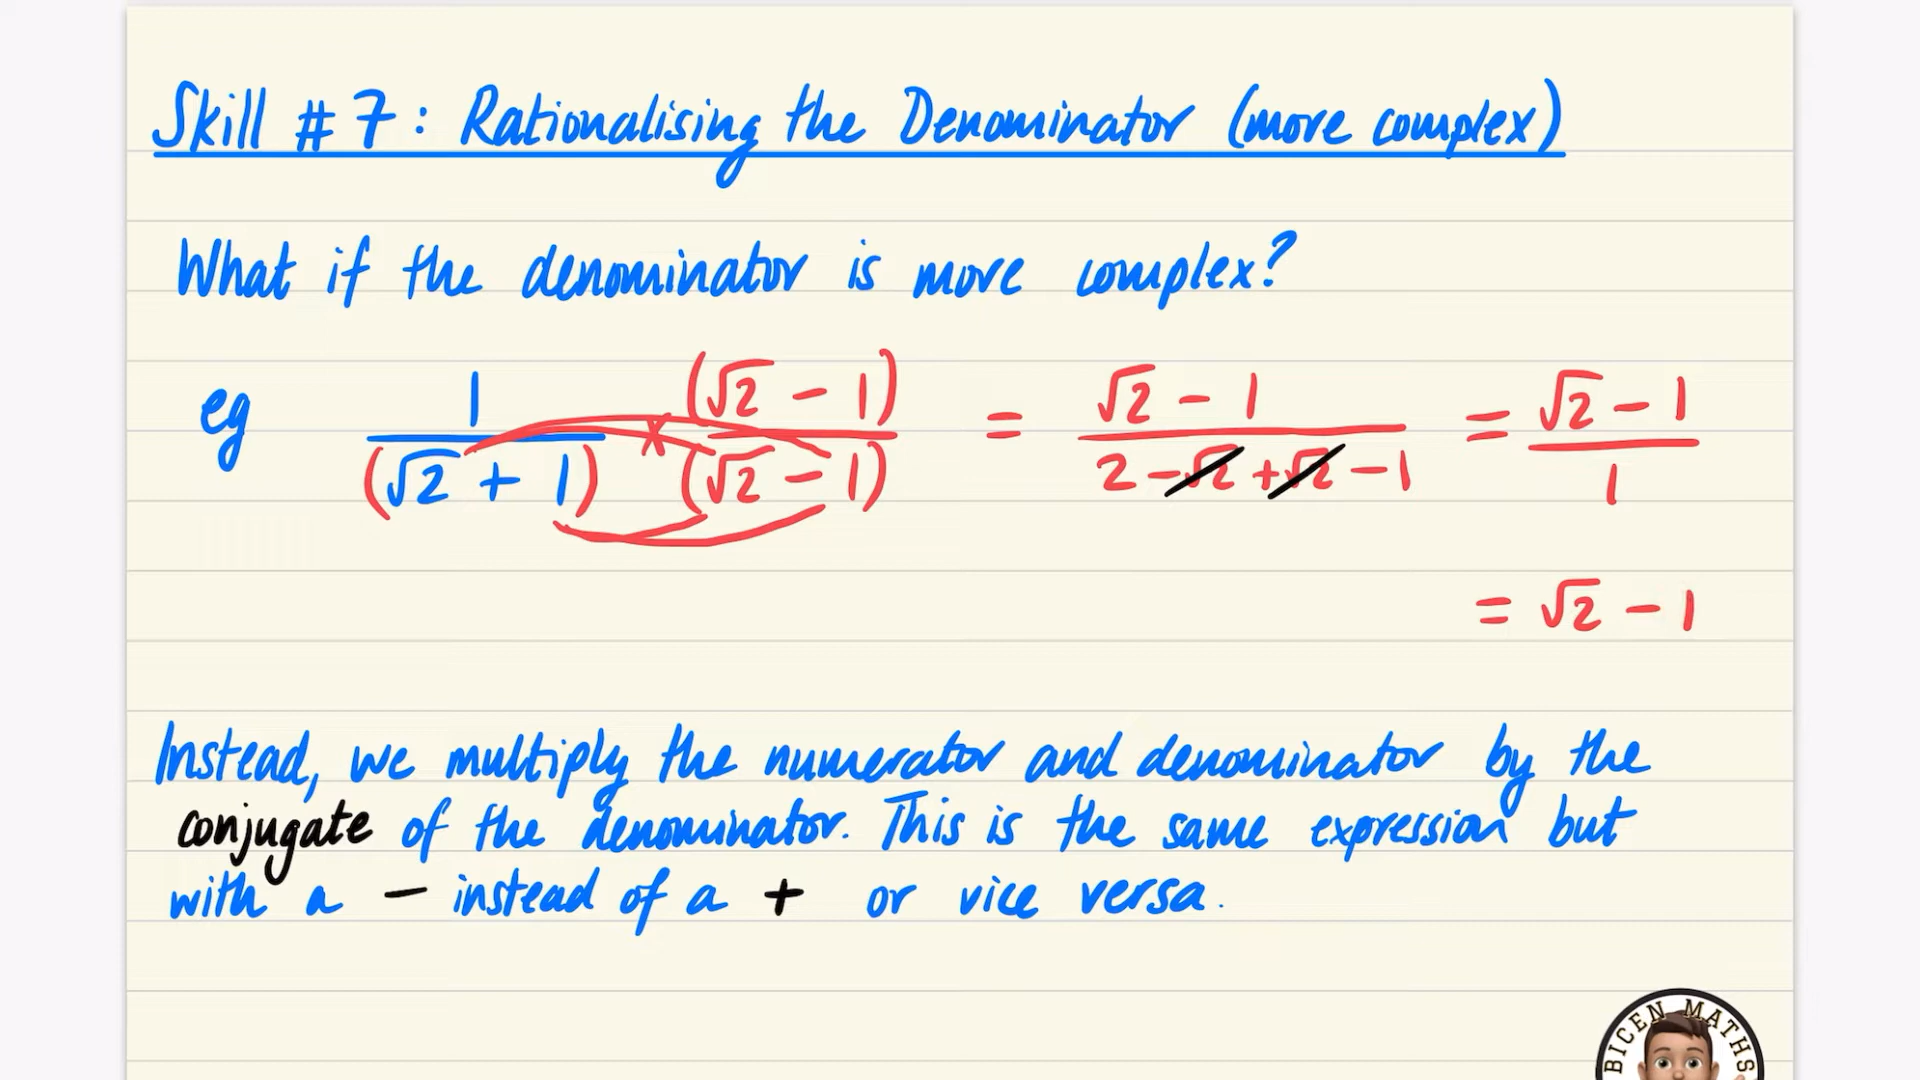 Skill #7: Rationalising the Denominator (more complex)
What if the denominator is more complex?
eg 1/(√2 + 1) × (√2 - 1)/(√2 - 1) = √2 - 1/2 - √2 + √2 - 1 = √2 - 1/1
= √2 - 1
Instead, we multiply the numerator and denominator by the
conjugate of the denominator. This is the same expression but
with a - instead of a + or vice versa.
BICEN MATHS